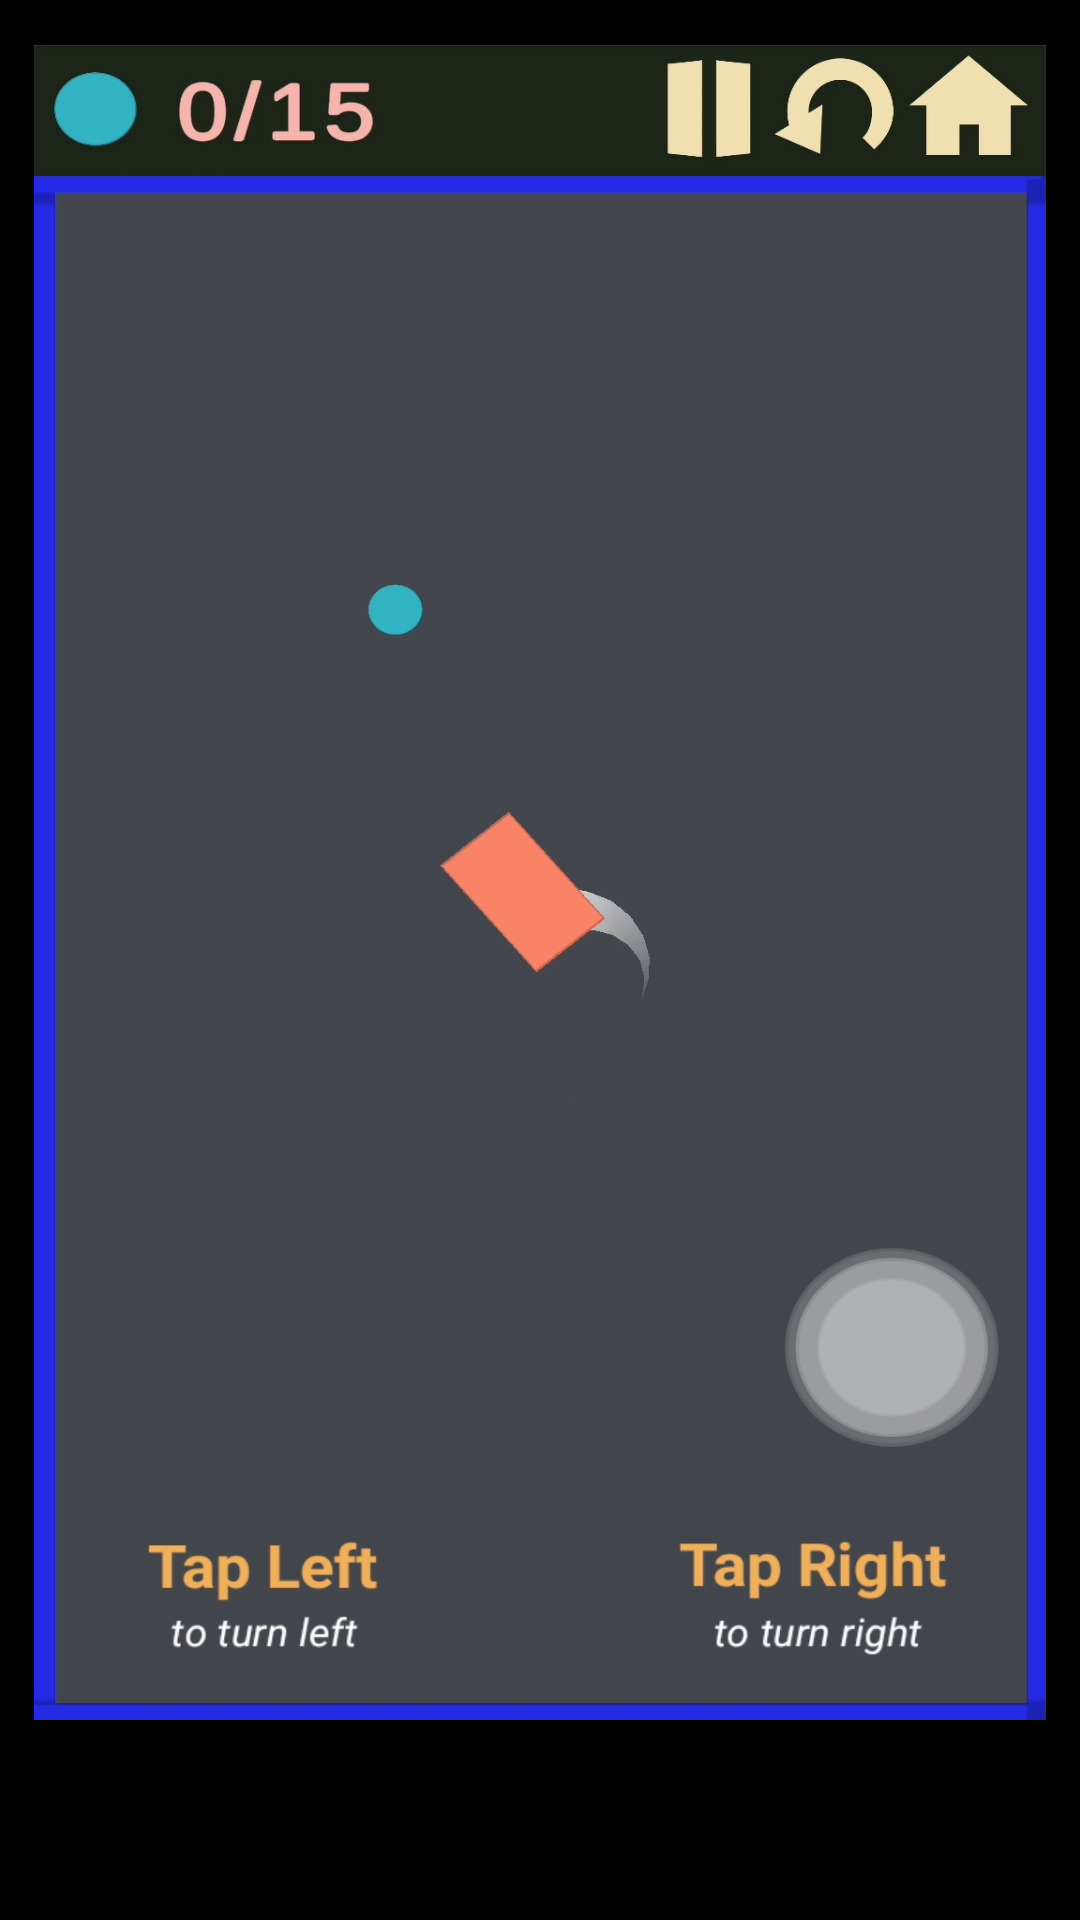 0/15
Tap Left
to turn left
Tap Right
to turn right